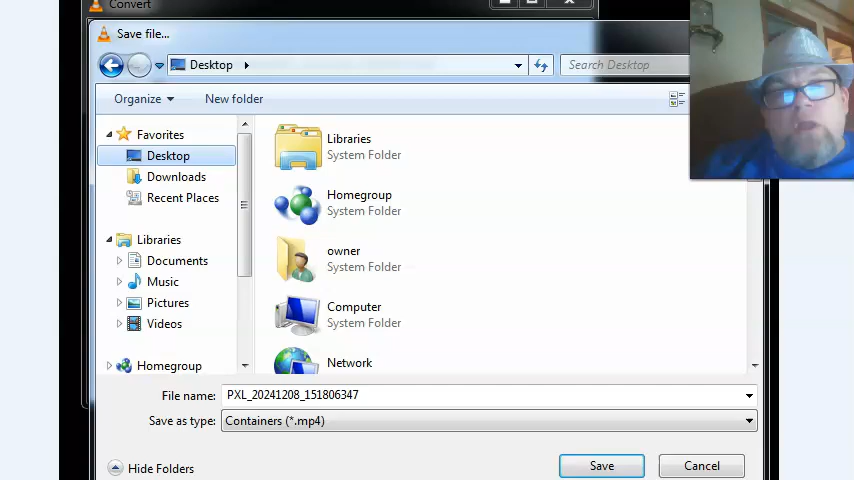 Convert
Save file...
Desktop
Search Desktop
Organize
New folder
Favorites
Desktop
Downloads
Recent Places
Libraries
Documents
Music
Pictures
Videos
Homegroup
Libraries
System Folder
Homegroup
System Folder
owner
System Folder
Computer
System Folder
Network
File name: PXL_20241208_151806347
Save as type: Containers (*.mp4)
Hide Folders
Save
Cancel